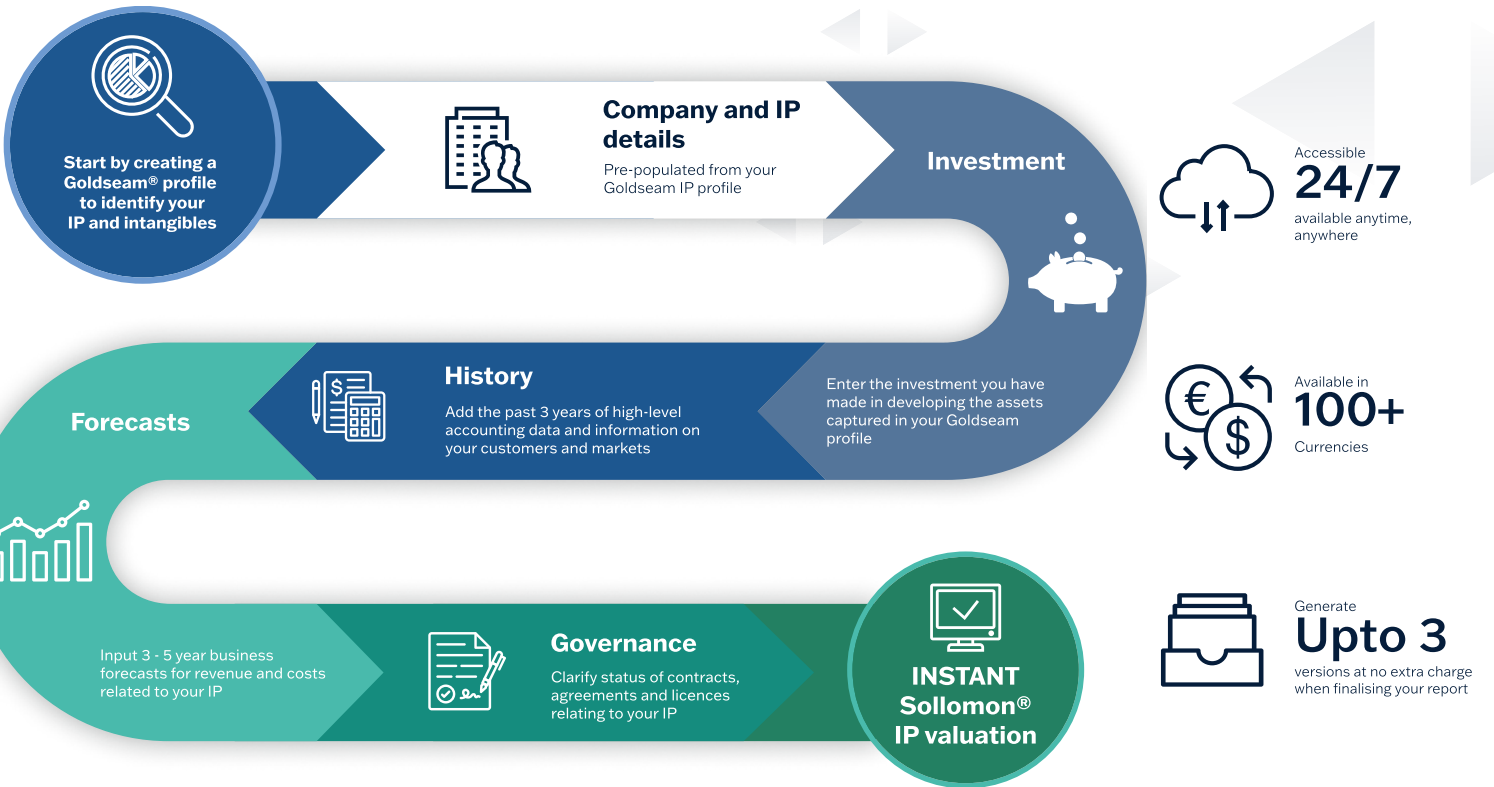 Start by creating a
Goldseam® profile
to identify your
IP and intangibles
Company and IP
details
Pre-populated from your
Goldseam IP profile
Investment
Enter the investment you have
made in developing the assets
captured in your Goldseam
profile
History
Add the past 3 years of high-level
accounting data and information on
your customers and markets
$
Forecasts
Input 3 - 5 year business
forecasts for revenue and costs
related to your IP
Governance
Clarify status of contracts,
agreements and licences
relating to your IP
INSTANT
Sollomon®
IP valuation
Accessible
24/7
available anytime,
anywhere
€
$
Available in
100+
Currencies
Generate
Upto 3
versions at no extra charge
when finalising your report